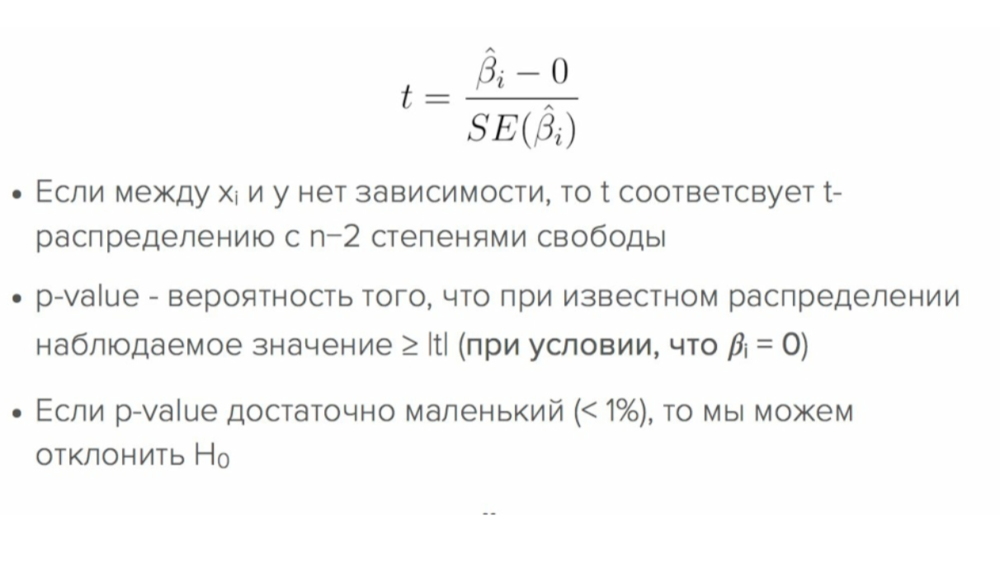 t = \frac{\hat{\beta}_i - 0}{SE(\hat{\beta}_i)}
• Если между xᵢ и y нет зависимости, то t соответсвует t-
распределению с n−2 степенями свободы
• p-value - вероятность того, что при известном распределении
наблюдаемое значение ≥ |t| (при условии, что βᵢ = 0)
• Если p-value достаточно маленький (< 1%), то мы можем
отклонить H₀
--